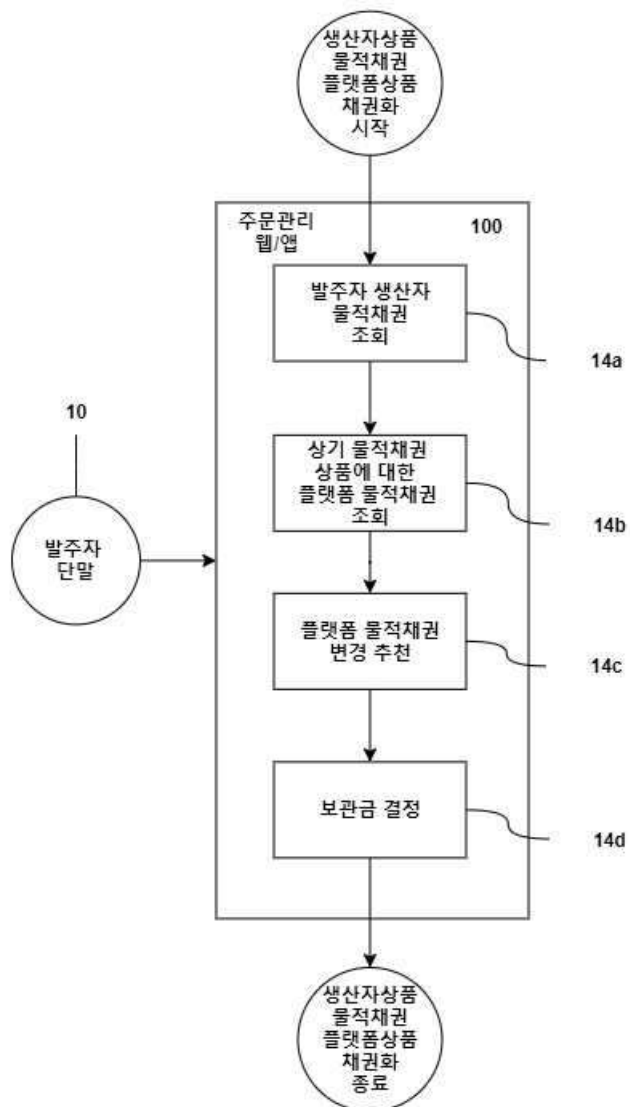 생산자상품
물적채권
플랫폼상품
채권화
시작
주문관리
웹/앱
100
발주자 생산자
물적채권
조회
14a
10
상기 물적채권
상품에 대한
플랫폼 물적채권
조회
14b
발주자
단말
플랫폼 물적채권
변경 추천
14c
보관금 결정
14d
생산자상품
물적채권
플랫폼상품
채권화
종료